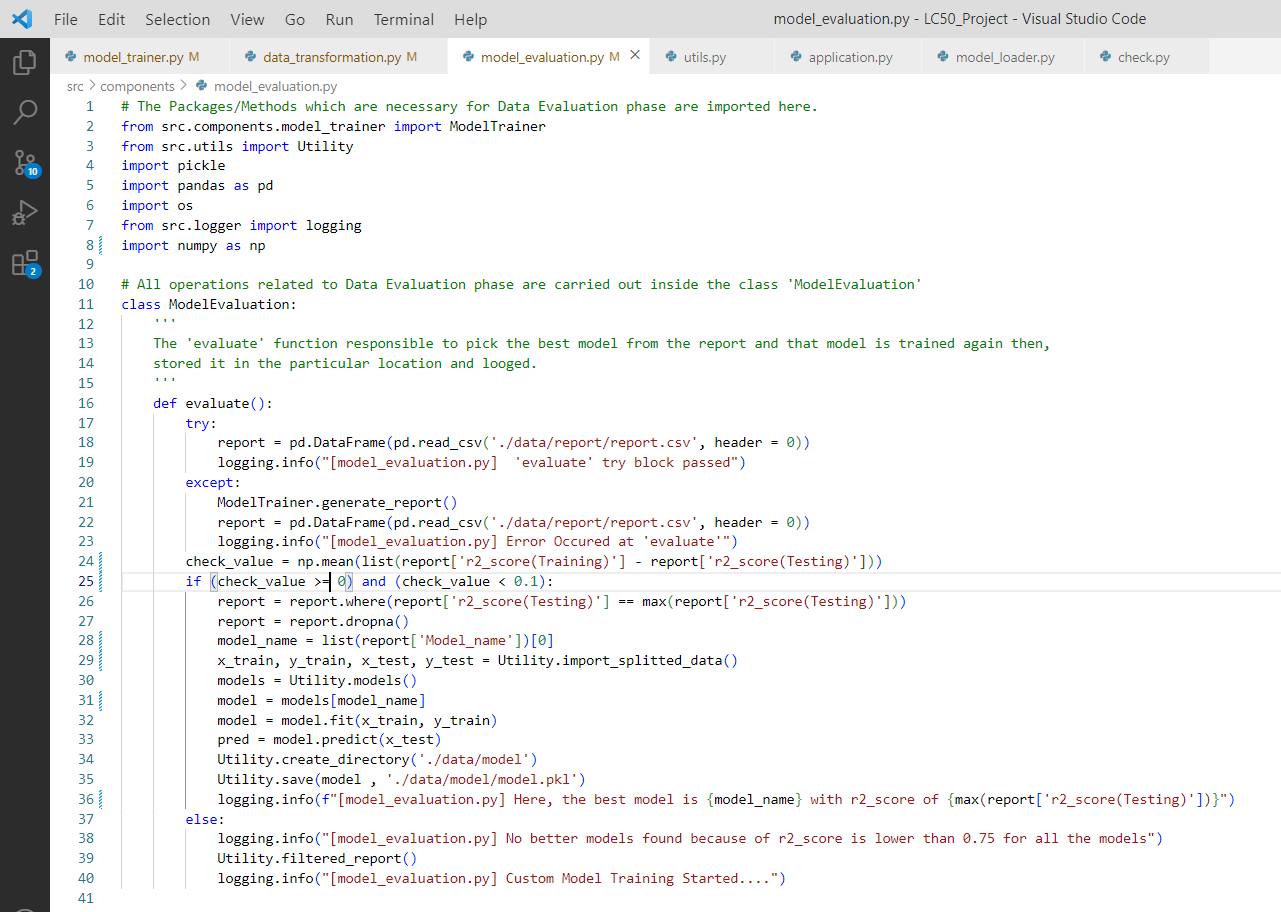 File Edit Selection View Go Run Terminal Help model_evaluation.py - LC50_Project - Visual Studio Code
model_trainer.py M data_transformation.py M model_evaluation.py M utils.py application.py model_loader.py check.py
src > components > model_evaluation.py
1 # The Packages/Methods which are necessary for Data Evaluation phase are imported here.
2 from src.components.model_trainer import ModelTrainer
3 from src.utils import Utility
4 import pickle
5 import pandas as pd
6 import os
7 from src.logger import logging
8 import numpy as np
9
10 # All operations related to Data Evaluation phase are carried out inside the class 'ModelEvaluation'
11 class ModelEvaluation:
12     '''
13     The 'evaluate' function responsible to pick the best model from the report and that model is trained again then,
14     stored it in the particular location and looged.
15     '''
16     def evaluate():
17         try:
18             report = pd.DataFrame(pd.read_csv('./data/report/report.csv', header = 0))
19             logging.info("[model_evaluation.py]  'evaluate' try block passed")
20         except:
21             ModelTrainer.generate_report()
22             report = pd.DataFrame(pd.read_csv('./data/report/report.csv', header = 0))
23             logging.info("[model_evaluation.py] Error Occured at 'evaluate'")
24         check_value = np.mean(list(report['r2_score(Training)'] - report['r2_score(Testing)']))
25         if (check_value >= 0) and (check_value < 0.1):
26             report = report.where(report['r2_score(Testing)'] == max(report['r2_score(Testing)']))
27             report = report.dropna()
28             model_name = list(report['Model_name'])[0]
29             x_train, y_train, x_test, y_test = Utility.import_splitted_data()
30             models = Utility.models()
31             model = models[model_name]
32             model = model.fit(x_train, y_train)
33             pred = model.predict(x_test)
34             Utility.create_directory('./data/model')
35             Utility.save(model , './data/model/model.pkl')
36             logging.info(f"[model_evaluation.py] Here, the best model is {model_name} with r2_score of {max(report['r2_score(Testing)'])}")
37         else:
38             logging.info("[model_evaluation.py] No better models found because of r2_score is lower than 0.75 for all the models")
39             Utility.filtered_report()
40             logging.info("[model_evaluation.py] Custom Model Training Started....")
41
10
2